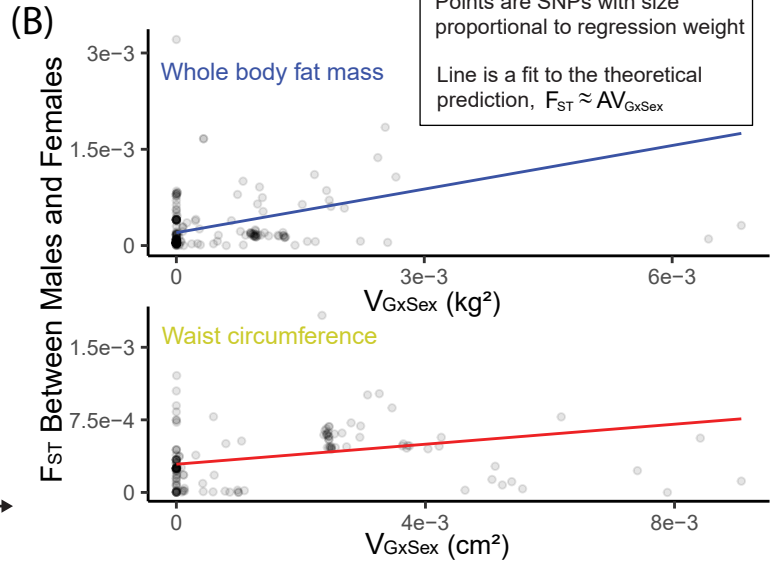 (B)
Points are SNPs with size
proportional to regression weight
Line is a fit to the theoretical
prediction, FST ≈ AVGxSex
FST Between Males and Females
Whole body fat mass
3e-3
1.5e-3
0
0
3e-3
6e-3
VGxSex (kg²)
Waist circumference
1.5e-3
7.5e-4
0
0
4e-3
8e-3
VGxSex (cm²)